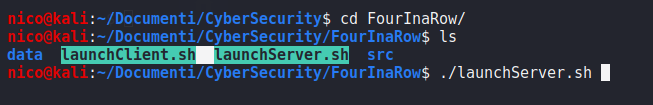 nico@kali:~/Documenti/CyberSecurity$ cd FourInaRow/
nico@kali:~/Documenti/CyberSecurity/FourInaRow$ ls
data  launchClient.sh  launchServer.sh  src
nico@kali:~/Documenti/CyberSecurity/FourInaRow$ ./launchServer.sh